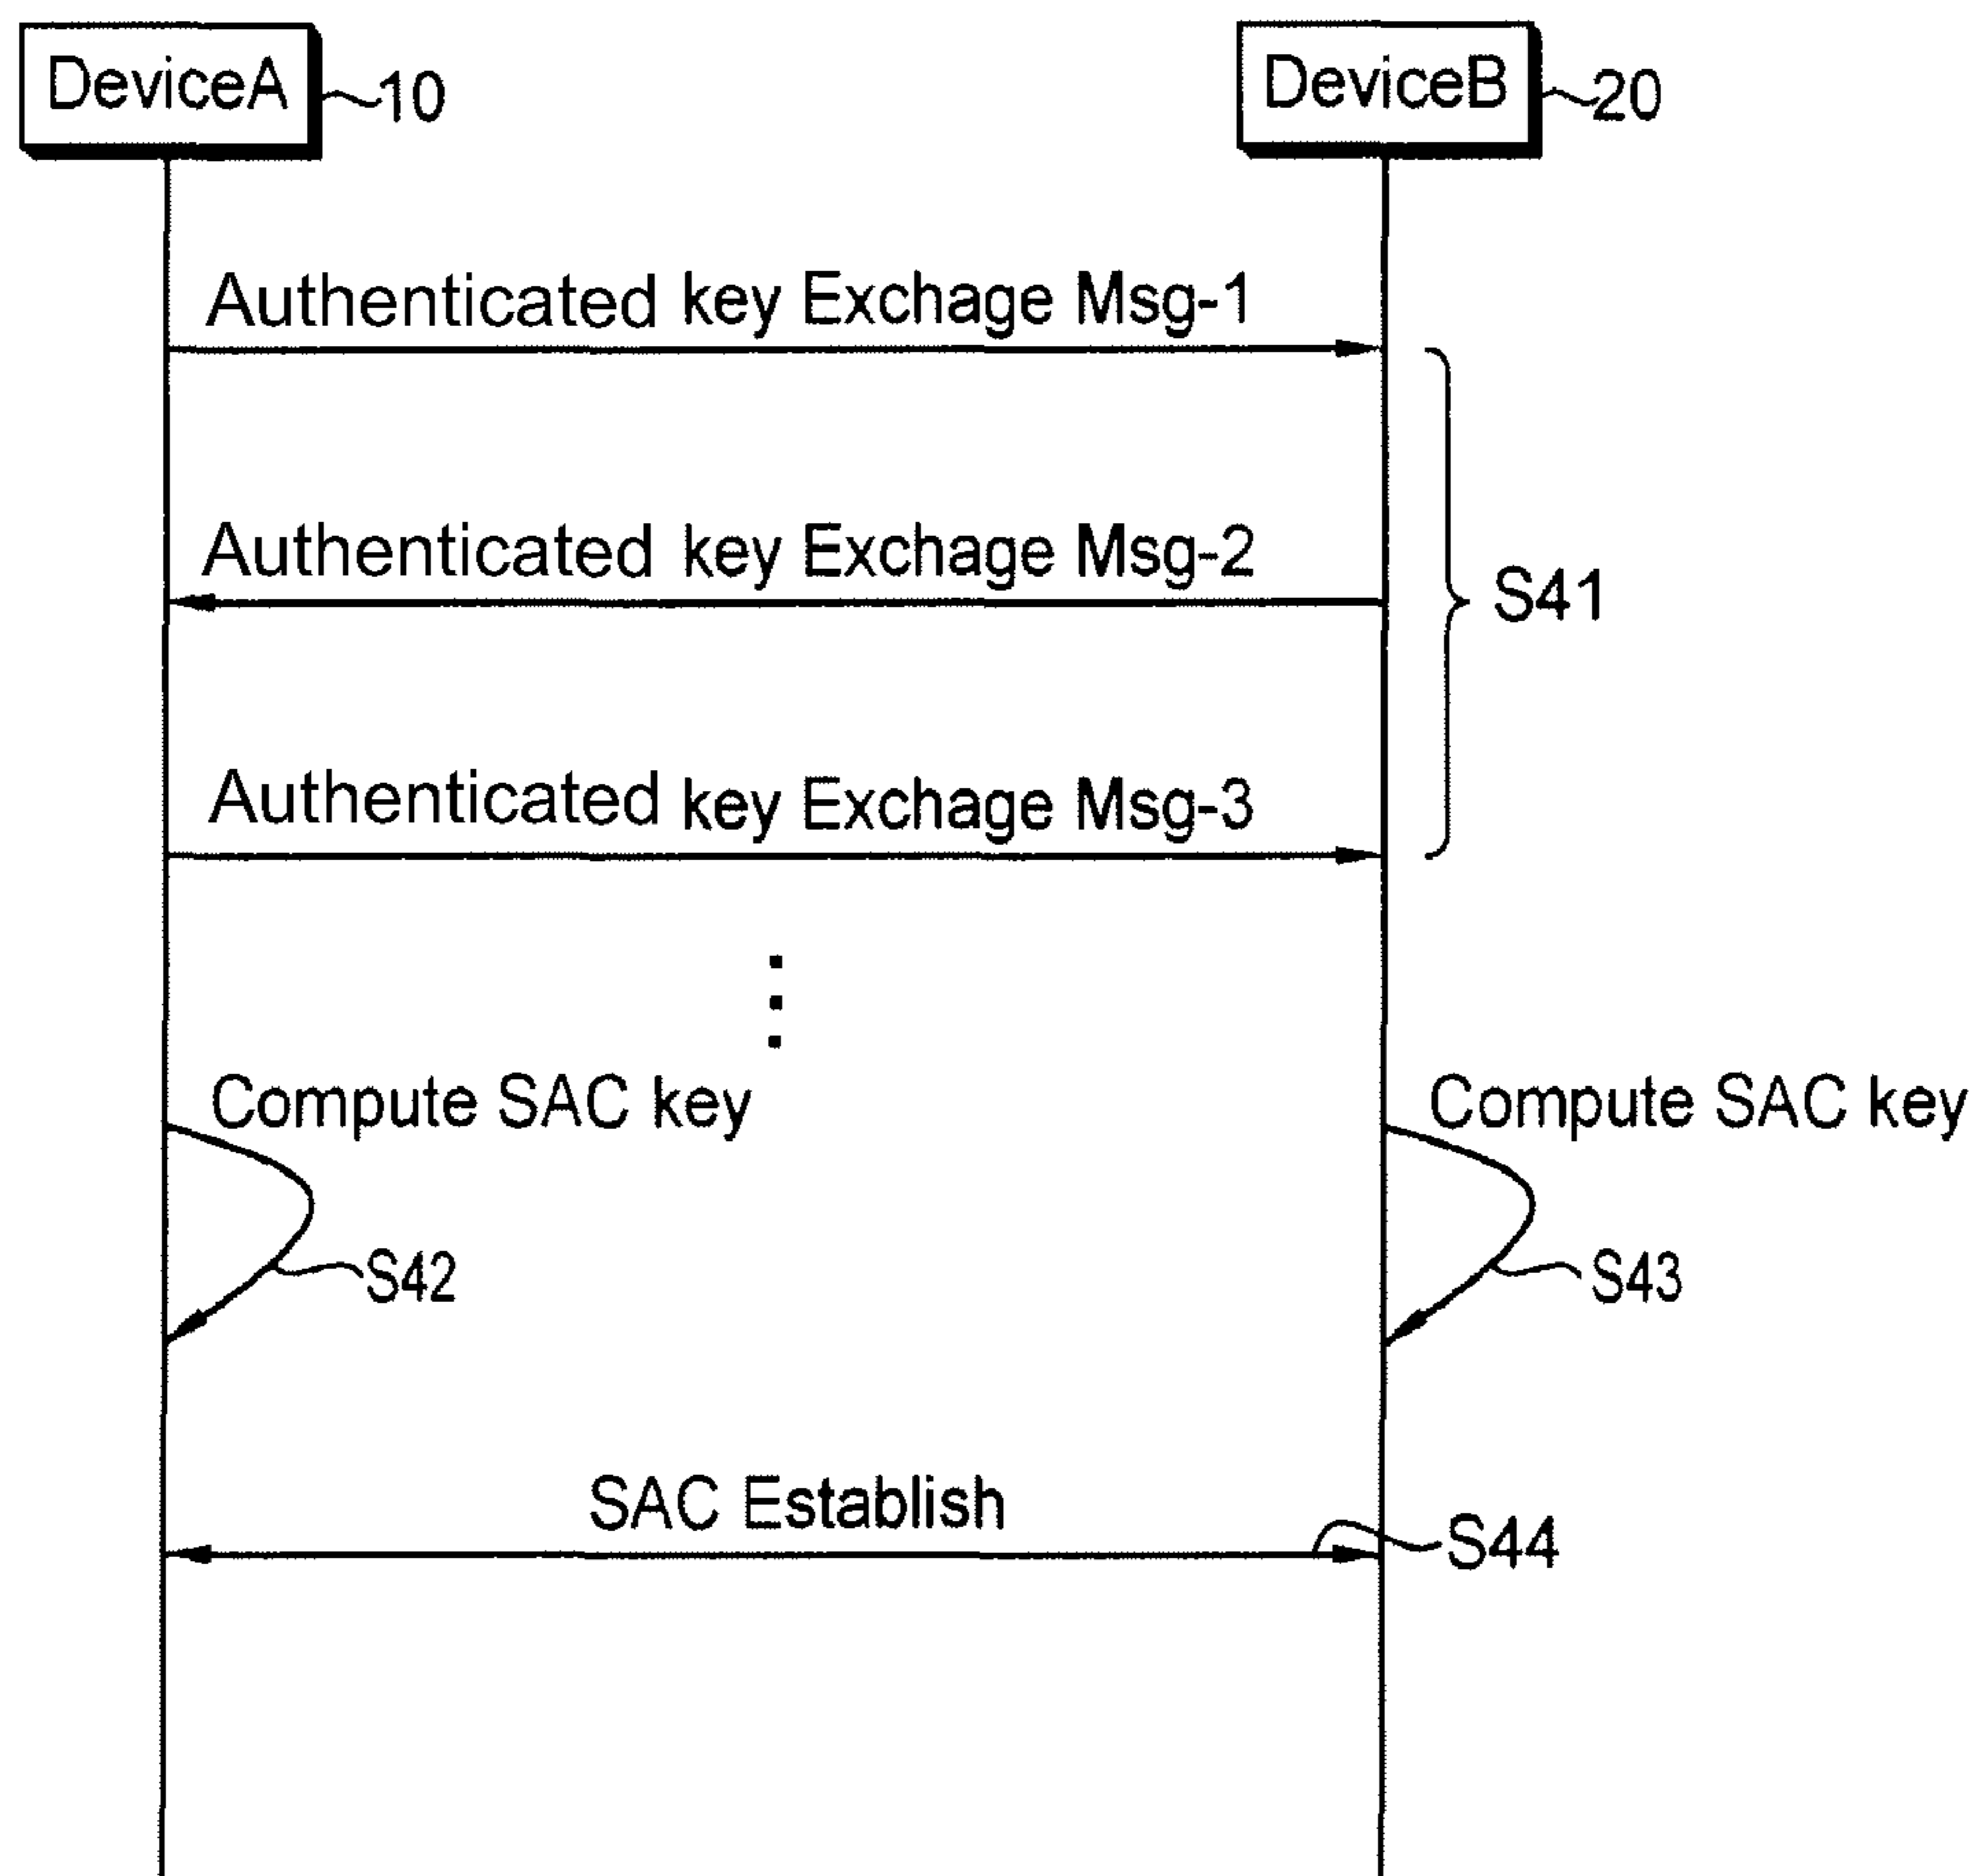 DeviceA
10
DeviceB
20
Authenticated key Exchage Msg-1
Authenticated key Exchage Msg-2
S41
Authenticated key Exchage Msg-3
Compute SAC key
Compute SAC key
S42
S43
SAC Establish
S44